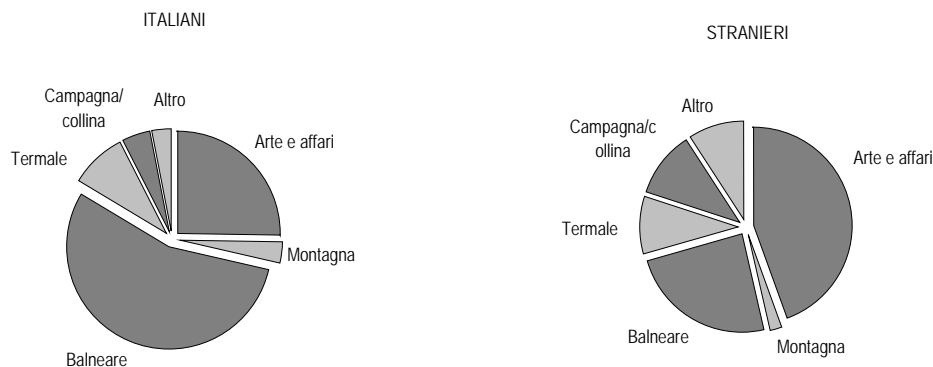 ITALIANI
Campagna/
collina
Altro
Arte e affari
Termale
Montagna
Balneare
STRANIERI
Altro
Campagna/c
ollina
Arte e affari
Termale
Balneare
Montagna